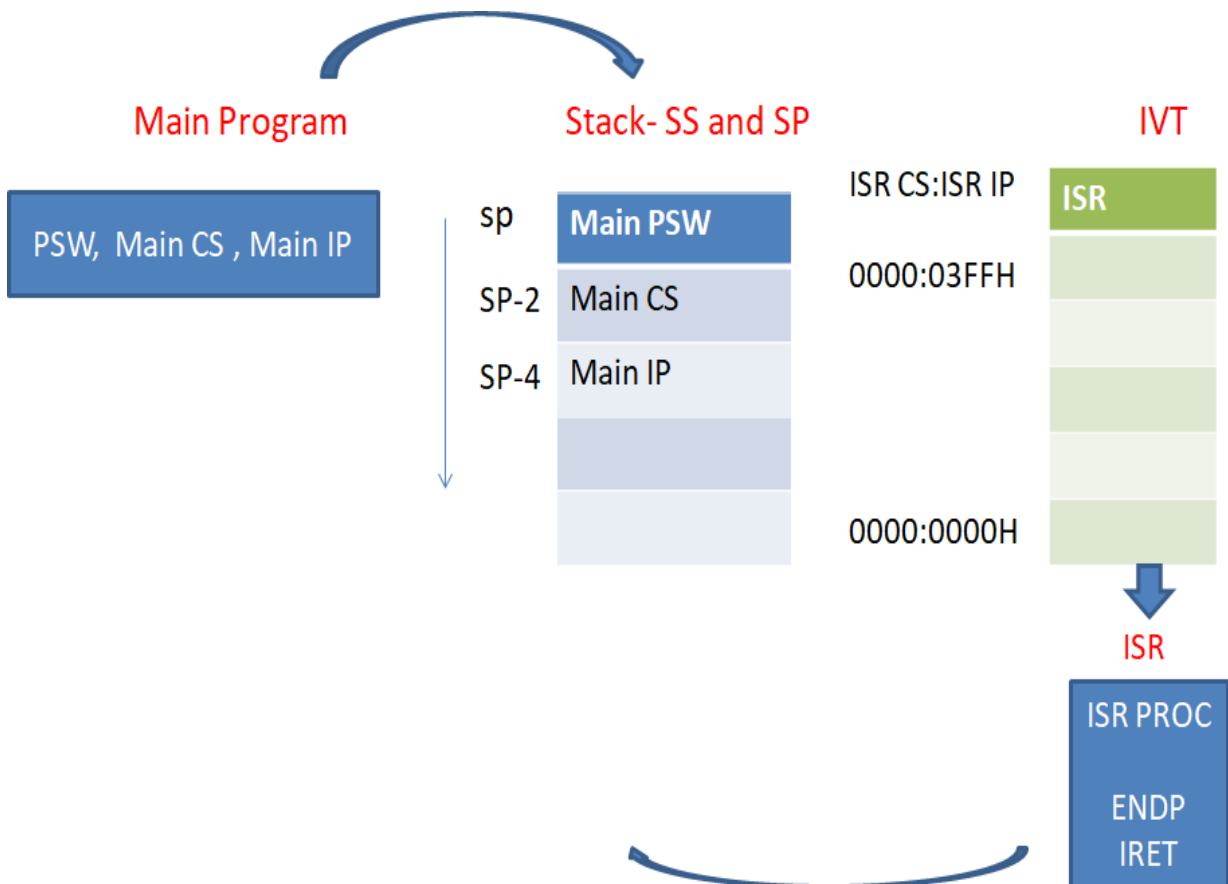 Main Program
PSW, Main CS , Main IP
Stack- SS and SP
sp
Main PSW
SP-2
Main CS
SP-4
Main IP
IVT
ISR CS:ISR IP
ISR
0000:03FFH
0000:0000H
ISR
ISR PROC
ENDP
IRET